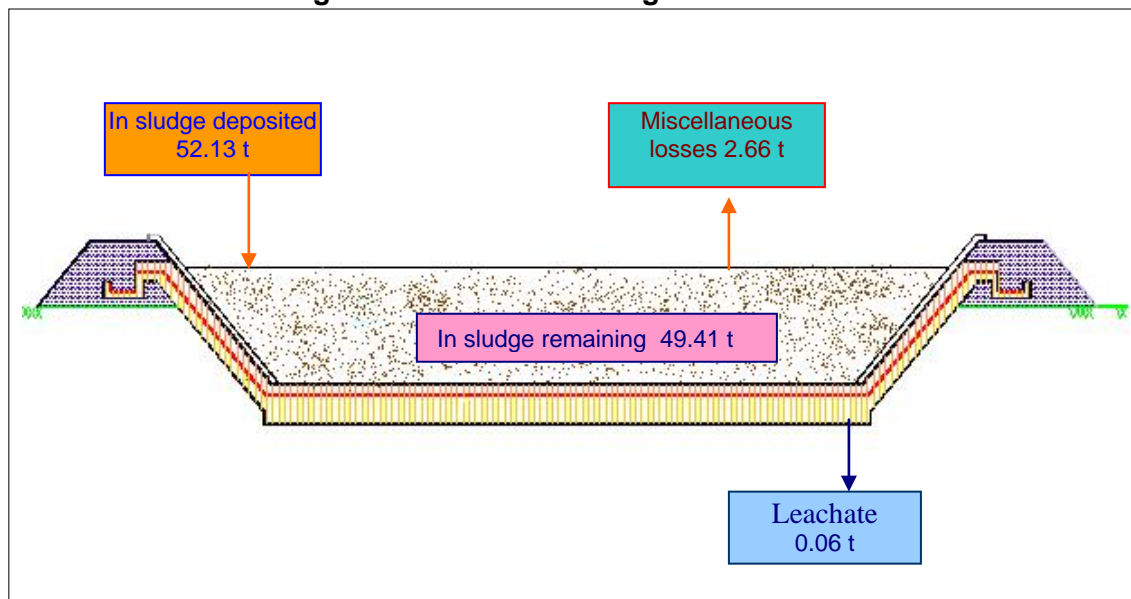 In sludge deposited
52.13 t
Miscellaneous
losses 2.66 t
In sludge remaining 49.41 t
Leachate
0.06 t